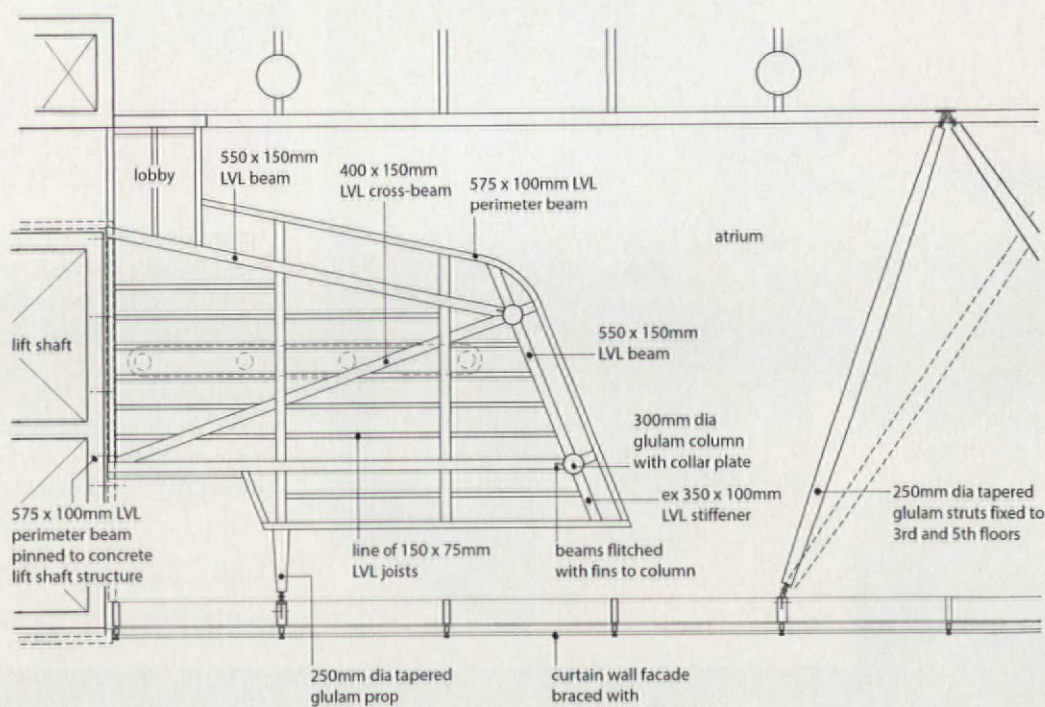 lobby
550 x 150mm
LVL beam
400 x 150mm
LVL cross-beam
575 x 100mm LVL
perimeter beam
atrium
lift shaft
550 x 150mm
LVL beam
300mm dia
glulam column
with collar plate
ex 350 x 100mm
LVL stiffener
250mm dia tapered
glulam struts fixed to
3rd and 5th floors
575 x 100mm LVL
perimeter beam
pinned to concrete
lift shaft structure
line of 150 x 75mm
LVL joists
beams flitched
with fins to column
250mm dia tapered
glulam prop
curtain wall facade
braced with